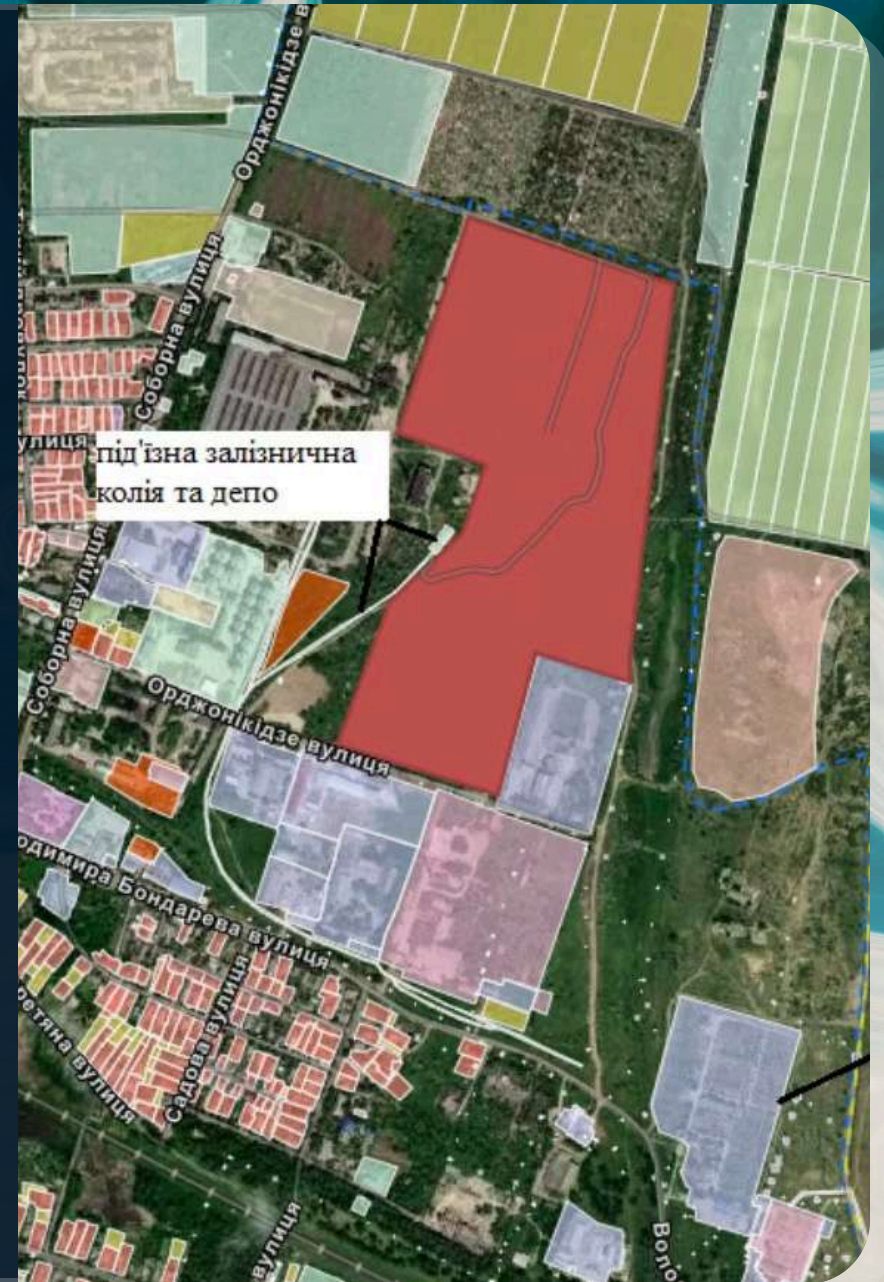 Орджонікідзе в
Соборна вулиця
улиця
під'їзна залізнична
колія та депо
Соборна вулиця
Орджонікідзе вулиця
одимира Бондарева вулиця
Садова вулиця
ретяна вулиця
вулиця
Воло